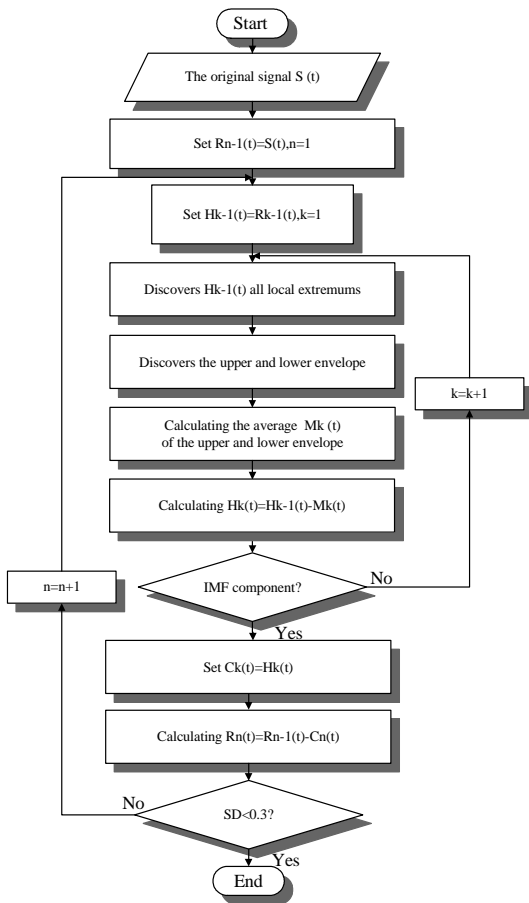 Start
The original signal S (t)
Set Rn-1(t)=S(t),n=1
Set Hk-1(t)=Rk-1(t),k=1
Discovers Hk-1(t) all local extremums
Discovers the upper and lower envelope
k=k+1
Calculating the average Mk (t)
of the upper and lower envelope
Calculating Hk(t)=Hk-1(t)-Mk(t)
n=n+1
IMF component?
No
Yes
Set Ck(t)=Hk(t)
Calculating Rn(t)=Rn-1(t)-Cn(t)
No
SD<0.3?
Yes
End